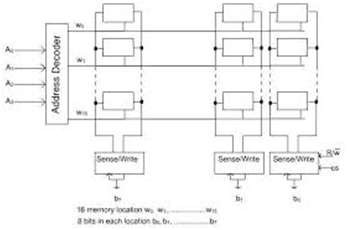 W₀
A₀
W₁
A₁
Address Decoder
A₂
A₃
W₁₅
Sense/Write
Sense/Write
Sense/Write
R/W̅
CS
b₇
b₁
b₀
16 memory location w₀, w₁,..................w₁₅
8 bits in each location b₀, b₁,..................b₇